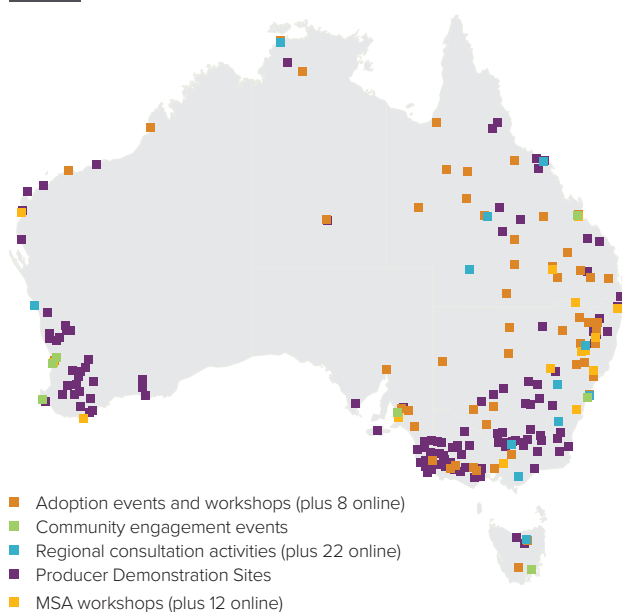 Adoption events and workshops (plus 8 online)
Community engagement events
Regional consultation activities (plus 22 online)
Producer Demonstration Sites
MSA workshops (plus 12 online)